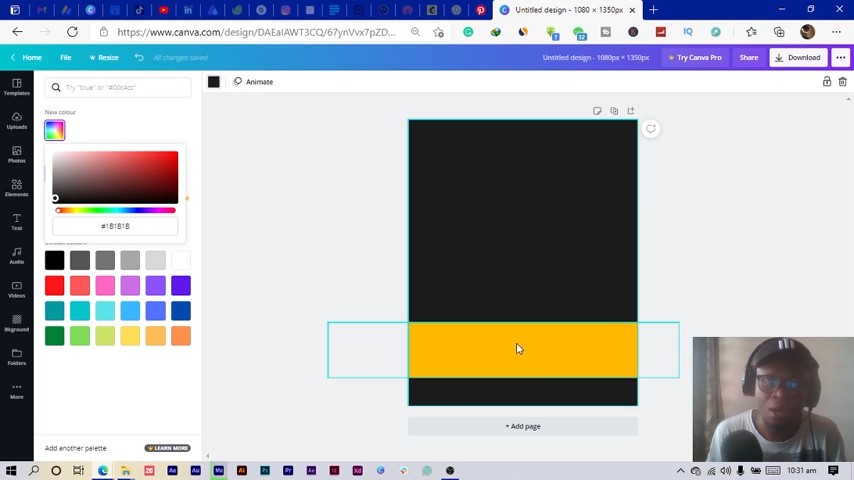 Untitled design - 1080 × 1350px
https://www.canva.com/design/DAEaIAWT3CQ/67ynVvx7pZD...
Home
File
Resize
All changes saved
Untitled design - 1080px × 1350px
Try Canva Pro
Share
Download
Templates
Uploads
Photos
Elements
Text
Audio
Videos
Bkground
Folders
More
Try "blue" or "#00c4cc"
Animate
New colour
#1B1B1B
Default colours
+ Add page
Add another palette
LEARN MORE
10:31 am